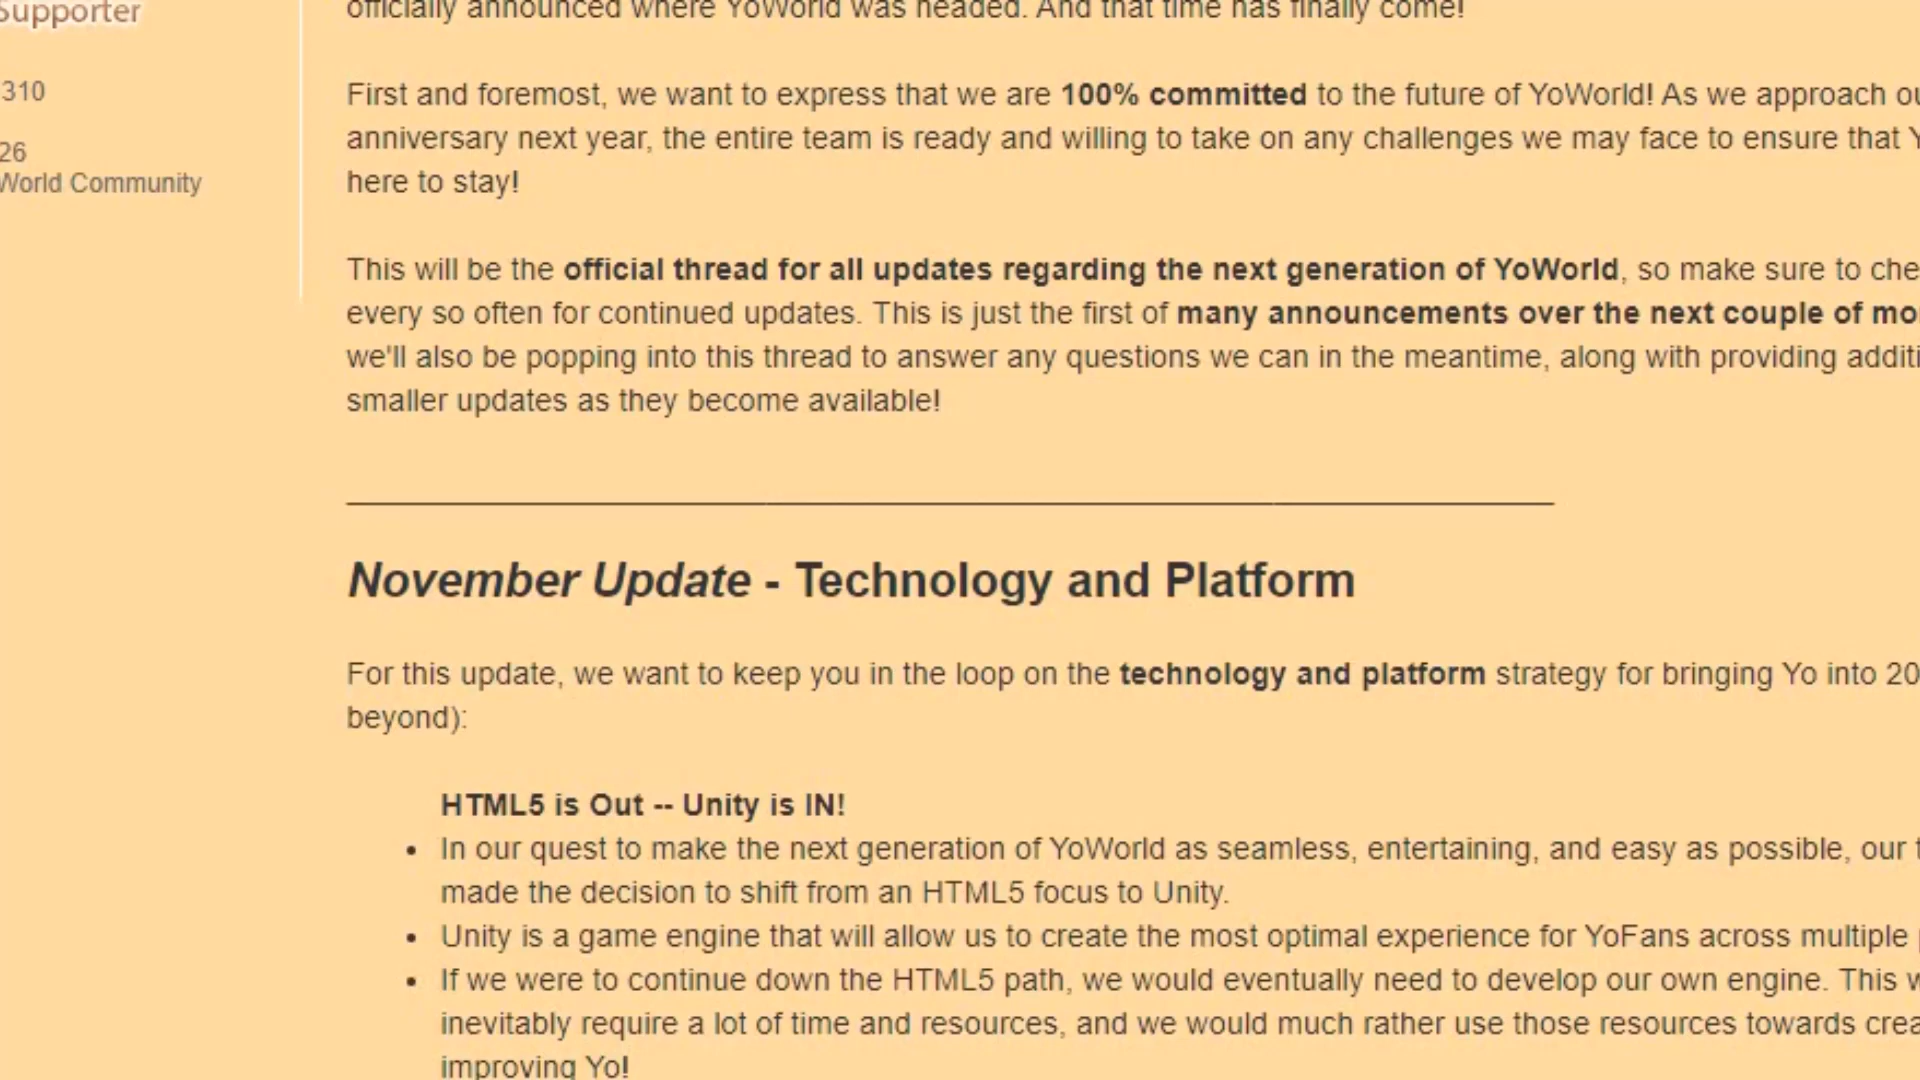 Supporter
310
26
World Community
officially announced where YoWorld was headed. And that time has finally come!
First and foremost, we want to express that we are 100% committed to the future of YoWorld! As we approach
anniversary next year, the entire team is ready and willing to take on any challenges we may face to ensure that
here to stay!
This will be the official thread for all updates regarding the next generation of YoWorld, so make sure to
every so often for continued updates. This is just the first of many announcements over the next couple of
we'll also be popping into this thread to answer any questions we can in the meantime, along with providing
smaller updates as they become available!
November Update - Technology and Platform
For this update, we want to keep you in the loop on the technology and platform strategy for bringing Yo into
beyond):
HTML5 is Out -- Unity is IN!
• In our quest to make the next generation of YoWorld as seamless, entertaining, and easy as possible, our
made the decision to shift from an HTML5 focus to Unity.
• Unity is a game engine that will allow us to create the most optimal experience for YoFans across multiple
• If we were to continue down the HTML5 path, we would eventually need to develop our own engine. This
inevitably require a lot of time and resources, and we would much rather use those resources towards
improving Yo!